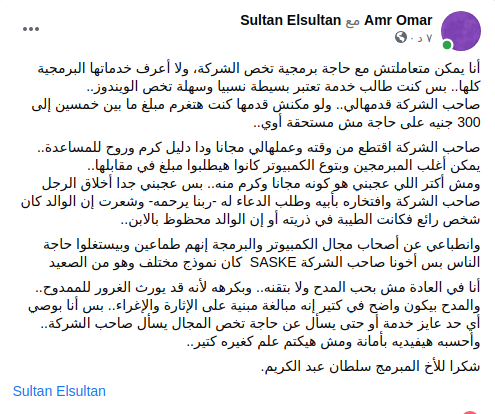 Amr Omar مع Sultan Elsultan
٧ د ·
أنا يمكن متعاملتش مع حاجة برمجية تخص الشركة، ولا أعرف خدماتها البرمجية
كلها.. بس كنت طالب خدمة تعتبر بسيطة نسبيا وسهلة تخص الويندوز..
صاحب الشركة قدمهالي.. ولو مكنش قدمها كنت هتغرم مبلغ ما بين خمسين إلى
300 جنيه على حاجة مش مستحقة أوي..
صاحب الشركة اقتطع من وقته وعملهالي مجانا ودا دليل كرم وروح للمساعدة..
يمكن أغلب المبرمجين وبتوع الكمبيوتر كانوا هيطلبوا مبلغ في مقابلها..
ومش أكتر اللي عجبني هو كونه مجانا وكرم منه.. بس عجبني جدا أخلاق الرجل
صاحب الشركة وافتخاره بأبيه وطلب الدعاء له -ربنا يرحمه- وشعرت إن الوالد كان
شخص رائع فكانت الطيبة في ذريته أو إن الوالد محظوظ بالابن..
وانطباعي عن أصحاب مجال الكمبيوتر والبرمجة إنهم طماعين وبيستغلوا حاجة
الناس بس أخونا صاحب الشركة SASKE كان نموذج مختلف وهو من الصعيد
أنا في العادة مش بحب المدح ولا بتقنه.. وبكرهه لأنه قد يورث الغرور للممدوح..
والمدح بيكون واضح في كتير إنه مبالغة مبنية على الإثارة والإغراء.. بس أنا بوصي
أي حد عايز خدمة أو حتى يسأل عن حاجة تخص المجال يسأل صاحب الشركة..
وأحسبه هيفيديه بأمانة ومش هيكتم علم كغيره كتير..
شكرا للأخ المبرمج سلطان عبد الكريم.
Sultan Elsultan